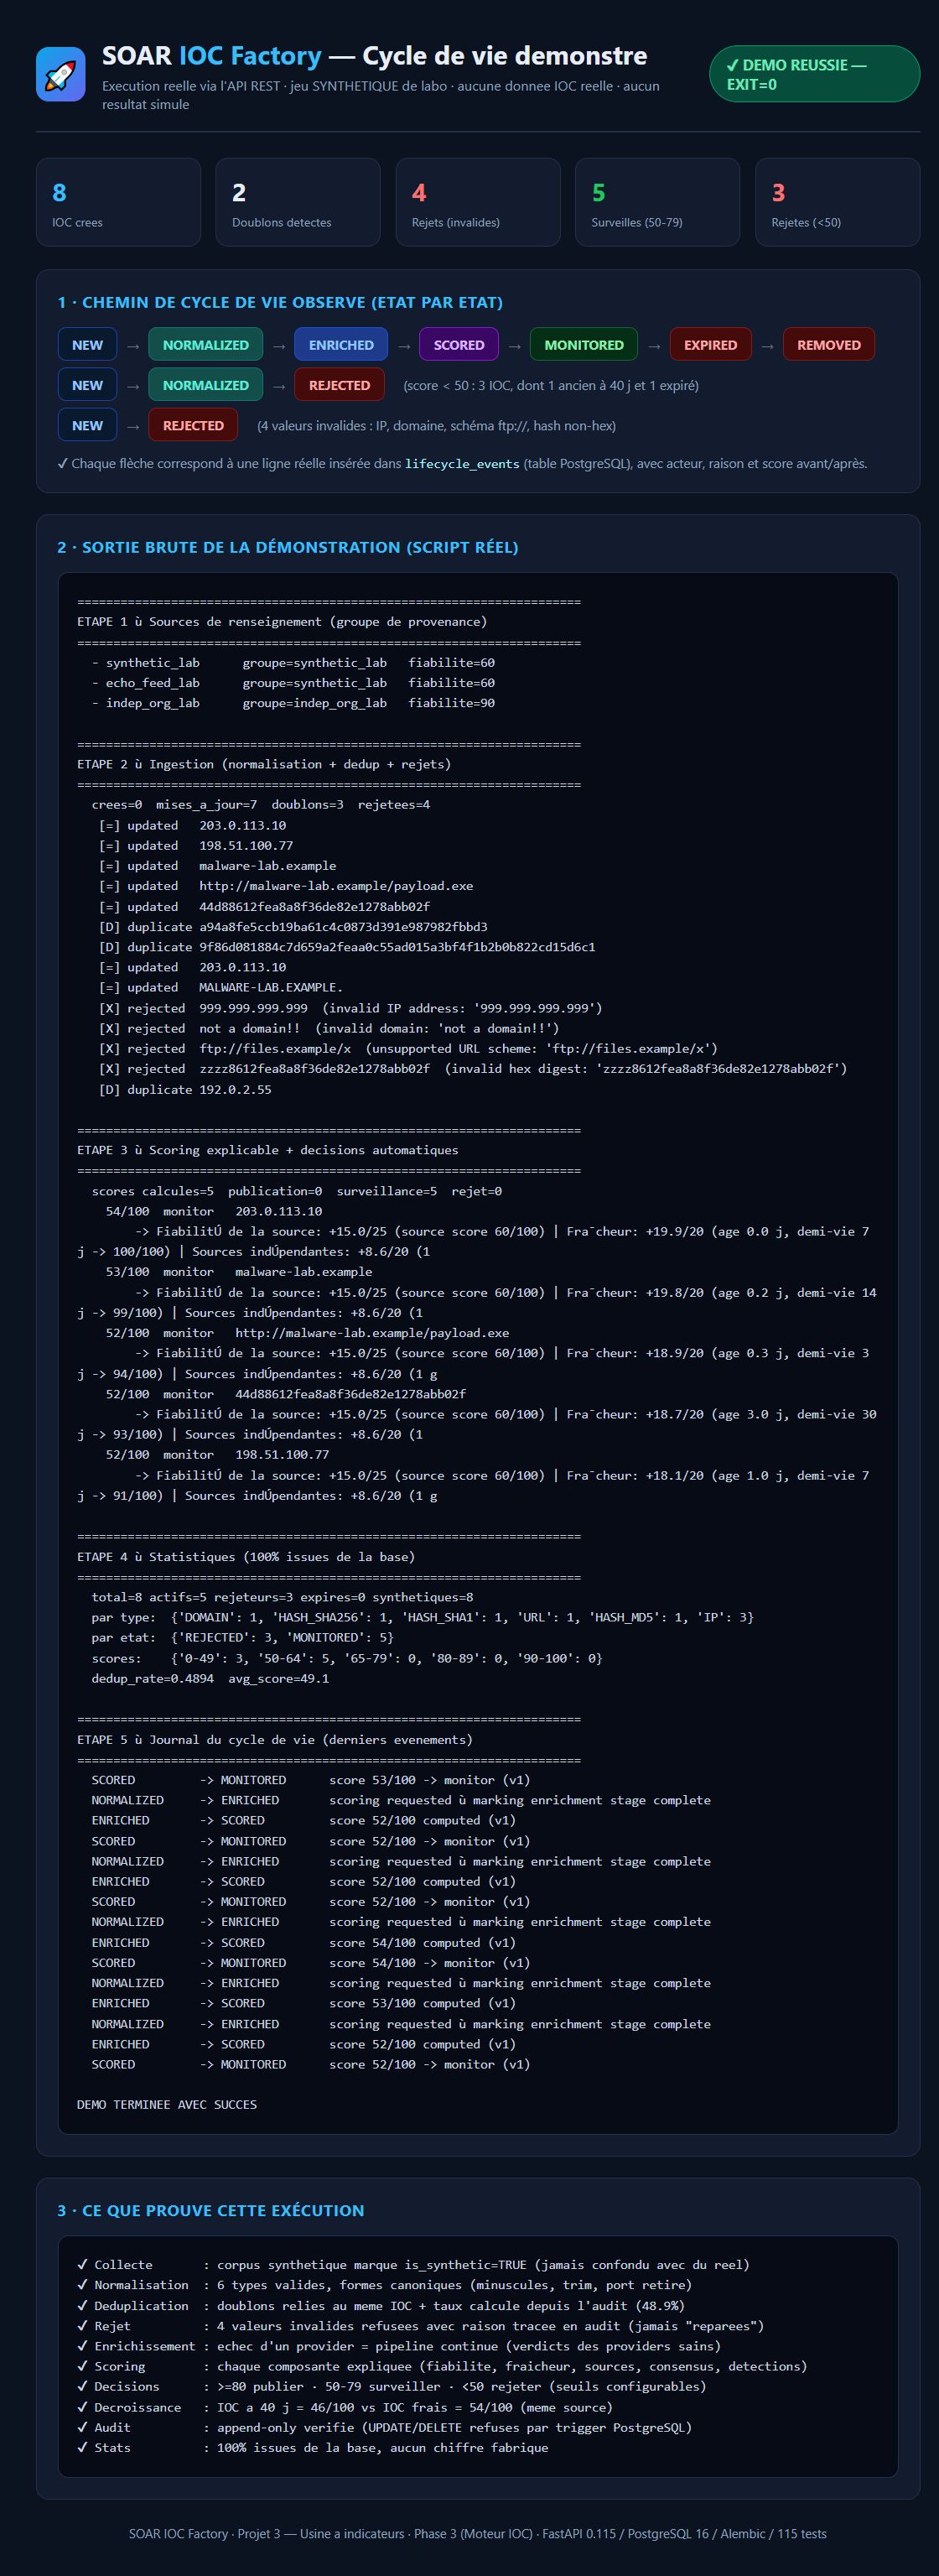 SOAR IOC Factory — Cycle de vie demonstre
Execution reelle via l'API REST · jeu SYNTHETIQUE de labo · aucune donnee IOC reelle · aucun
resultat simule
✔ DEMO REUSSIE —
EXIT=0
8
IOC crees
2
Doublons detectes
4
Rejets (invalides)
5
Surveilles (50-79)
3
Rejetes (<50)
1 · CHEMIN DE CYCLE DE VIE OBSERVE (ETAT PAR ETAT)
NEW → NORMALIZED → ENRICHED → SCORED → MONITORED → EXPIRED → REMOVED
NEW → NORMALIZED → REJECTED (score < 50 : 3 IOC, dont 1 ancien à 40 j et 1 expiré)
NEW → REJECTED (4 valeurs invalides : IP, domaine, schéma ftp://, hash non-hex)
✔ Chaque flèche correspond à une ligne réelle insérée dans lifecycle_events (table PostgreSQL), avec acteur, raison et score avant/après.
2 · SORTIE BRUTE DE LA DÉMONSTRATION (SCRIPT RÉEL)
======================================================================
ETAPE 1 ù Sources de renseignement (groupe de provenance)
======================================================================
- synthetic_lab groupe=synthetic_lab fiabilite=60
- echo_feed_lab groupe=synthetic_lab fiabilite=60
- indep_org_lab groupe=indep_org_lab fiabilite=90
======================================================================
ETAPE 2 ù Ingestion (normalisation + dedup + rejets)
======================================================================
crees=0 mises_a_jour=7 doublons=3 rejetees=4
[=] updated 203.0.113.10
[=] updated 198.51.100.77
[=] updated malware-lab.example
[=] updated http://malware-lab.example/payload.exe
[=] updated 44d88612fea8a8f36de82e1278abb02f
[D] duplicate a94a8fe5ccb19ba61c4c0873d391e987982fbbd3
[D] duplicate 9f86d081884c7d659a2feaa0c55ad015a3bf4f1b2b0b822cd15d6c1
[=] updated 203.0.113.10
[=] updated MALWARE-LAB.EXAMPLE.
[X] rejected 999.999.999.999 (invalid IP address: '999.999.999.999')
[X] rejected not a domain!! (invalid domain: 'not a domain!!')
[X] rejected ftp://files.example/x (unsupported URL scheme: 'ftp://files.example/x')
[X] rejected zzzz8612fea8a8f36de82e1278abb02f (invalid hex digest: 'zzzz8612fea8a8f36de82e1278abb02f')
[D] duplicate 192.0.2.55
======================================================================
ETAPE 3 ù Scoring explicable + decisions automatiques
======================================================================
scores calcules=5 publication=0 surveillance=5 rejet=0
54/100 monitor 203.0.113.10
-> FiabilitÚ de la source: +15.0/25 (source score 60/100) | Fra¯cheur: +19.9/20 (age 0.0 j, demi-vie 7
j -> 100/100) | Sources indÚpendantes: +8.6/20 (1
53/100 monitor malware-lab.example
-> FiabilitÚ de la source: +15.0/25 (source score 60/100) | Fra¯cheur: +19.8/20 (age 0.2 j, demi-vie 14
j -> 99/100) | Sources indÚpendantes: +8.6/20 (1
52/100 monitor http://malware-lab.example/payload.exe
-> FiabilitÚ de la source: +15.0/25 (source score 60/100) | Fra¯cheur: +18.9/20 (age 0.3 j, demi-vie 3
j -> 94/100) | Sources indÚpendantes: +8.6/20 (1 g
52/100 monitor 44d88612fea8a8f36de82e1278abb02f
-> FiabilitÚ de la source: +15.0/25 (source score 60/100) | Fra¯cheur: +18.7/20 (age 3.0 j, demi-vie 30
j -> 93/100) | Sources indÚpendantes: +8.6/20 (1
52/100 monitor 198.51.100.77
-> FiabilitÚ de la source: +15.0/25 (source score 60/100) | Fra¯cheur: +18.1/20 (age 1.0 j, demi-vie 7
j -> 91/100) | Sources indÚpendantes: +8.6/20 (1 g
======================================================================
ETAPE 4 ù Statistiques (100% issues de la base)
======================================================================
total=8 actifs=5 rejeteurs=3 expires=0 synthetiques=8
par type: {'DOMAIN': 1, 'HASH_SHA256': 1, 'HASH_SHA1': 1, 'URL': 1, 'HASH_MD5': 1, 'IP': 3}
par etat: {'REJECTED': 3, 'MONITORED': 5}
scores: {'0-49': 3, '50-64': 5, '65-79': 0, '80-89': 0, '90-100': 0}
dedup_rate=0.4894 avg_score=49.1
======================================================================
ETAPE 5 ù Journal du cycle de vie (derniers evenements)
======================================================================
SCORED -> MONITORED score 53/100 -> monitor (v1)
NORMALIZED -> ENRICHED scoring requested ù marking enrichment stage complete
ENRICHED -> SCORED score 52/100 computed (v1)
SCORED -> MONITORED score 52/100 -> monitor (v1)
NORMALIZED -> ENRICHED scoring requested ù marking enrichment stage complete
ENRICHED -> SCORED score 52/100 computed (v1)
SCORED -> MONITORED score 52/100 -> monitor (v1)
NORMALIZED -> ENRICHED scoring requested ù marking enrichment stage complete
ENRICHED -> SCORED score 54/100 computed (v1)
SCORED -> MONITORED score 54/100 -> monitor (v1)
NORMALIZED -> ENRICHED scoring requested ù marking enrichment stage complete
ENRICHED -> SCORED score 53/100 computed (v1)
NORMALIZED -> ENRICHED scoring requested ù marking enrichment stage complete
ENRICHED -> SCORED score 52/100 computed (v1)
SCORED -> MONITORED score 52/100 -> monitor (v1)
DEMO TERMINEE AVEC SUCCES
3 · CE QUE PROUVE CETTE EXÉCUTION
✔ Collecte : corpus synthetique marque is_synthetic=TRUE (jamais confondu avec du reel)
✔ Normalisation : 6 types valides, formes canoniques (minuscules, trim, port retire)
✔ Deduplication : doublons relies au meme IOC + taux calcule depuis l'audit (48.9%)
✔ Rejet : 4 valeurs invalides refusees avec raison tracee en audit (jamais "reparees")
✔ Enrichissement : echec d'un provider = pipeline continue (verdicts des providers sains)
✔ Scoring : chaque composante expliquee (fiabilite, fraicheur, sources, consensus, detections)
✔ Decisions : >=80 publier · 50-79 surveiller · <50 rejeter (seuils configurables)
✔ Decroissance : IOC a 40 j = 46/100 vs IOC frais = 54/100 (meme source)
✔ Audit : append-only verifie (UPDATE/DELETE refuses par trigger PostgreSQL)
✔ Stats : 100% issues de la base, aucun chiffre fabrique
SOAR IOC Factory · Projet 3 — Usine a indicateurs · Phase 3 (Moteur IOC) · FastAPI 0.115 / PostgreSQL 16 / Alembic / 115 tests